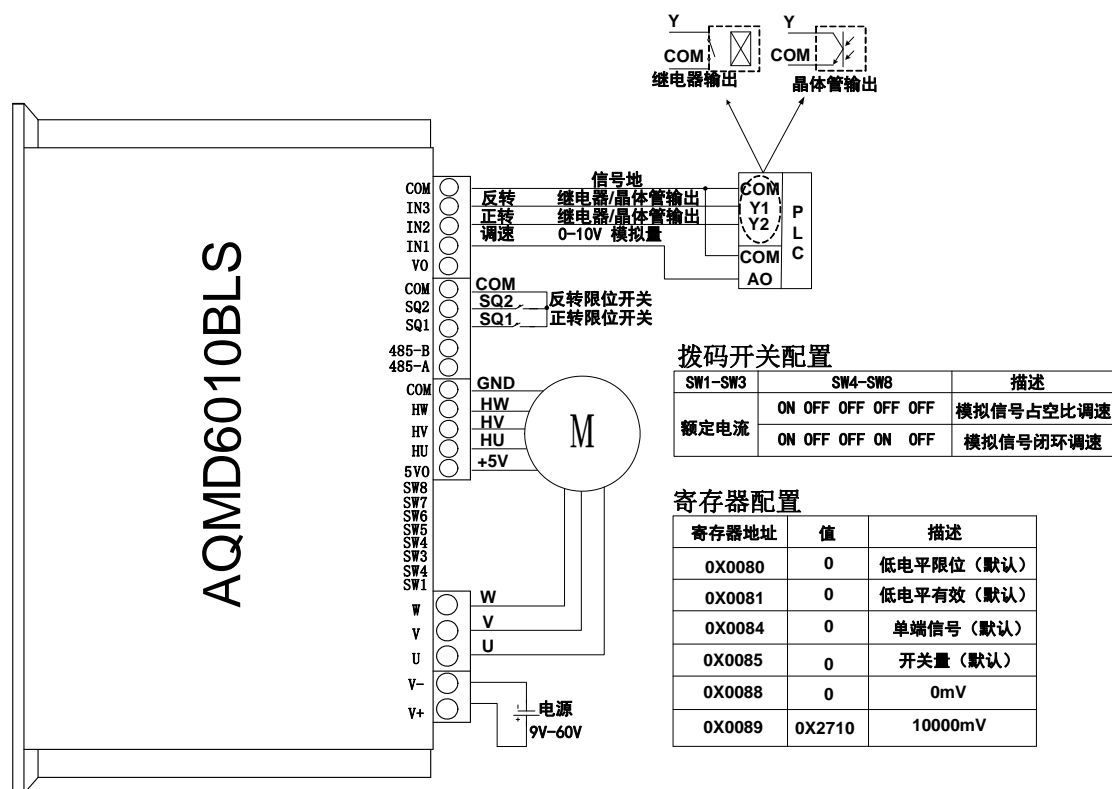 Y
COM
继电器输出
Y
COM
晶体管输出
AQMD6010BLS
COM
IN3
IN2
IN1
VO
COM
SQ2
SQ1
485-B
485-A
COM
HW
HV
HU
5VO
SW8
SW7
SW6
SW5
SW4
SW3
SW4
SW1
W
V
U
V-
V+
信号地
反转 继电器/晶体管输出
正转 继电器/晶体管输出
调速 0-10V 模拟量
COM
Y1
Y2
COM
AO
PLC
COM
SQ2 反转限位开关
SQ1 正转限位开关
GND
HW
HV
HU
+5V
M
W
V
U
电源
9V-60V
拨码开关配置
SW1-SW3 SW4-SW8 描述
额定电流
ON OFF OFF OFF OFF 模拟信号占空比调速
ON OFF OFF ON OFF 模拟信号闭环调速
寄存器配置
寄存器地址 值 描述
0X0080 0 低电平限位（默认）
0X0081 0 低电平有效（默认）
0X0084 0 单端信号（默认）
0X0085 0 开关量（默认）
0X0088 0 0mV
0X0089 0X2710 10000mV